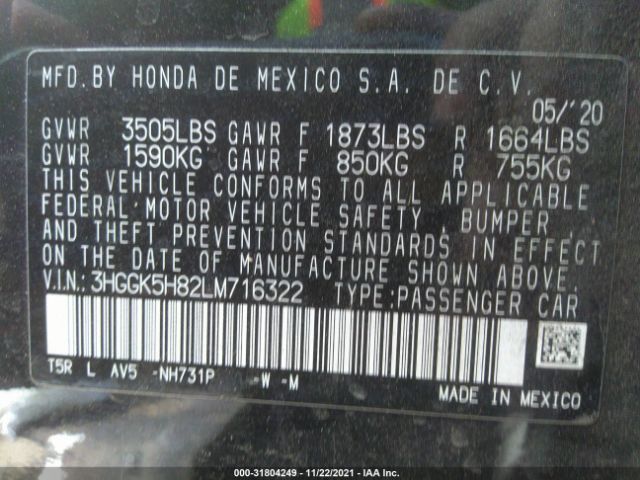 MFD. BY HONDA DE MEXICO S.A. DE C.V.
05/'20
GVWR 3505LBS GAWR F 1873LBS R 1664LBS
GVWR 1590KG GAWR F 850KG R 755KG
THIS VEHICLE CONFORMS TO ALL APPLICABLE
FEDERAL MOTOR VEHICLE SAFETY, BUMPER,
AND THEFT PREVENTION STANDARDS IN EFFECT
ON THE DATE OF MANUFACTURE SHOWN ABOVE.
V.I.N.: 3HGGK5H82LM716322 TYPE: PASSENGER CAR
T5R L AV5 -NH731P -W -M
MADE IN MEXICO
000-31804249 - 11/22/2021 - IAA Inc.